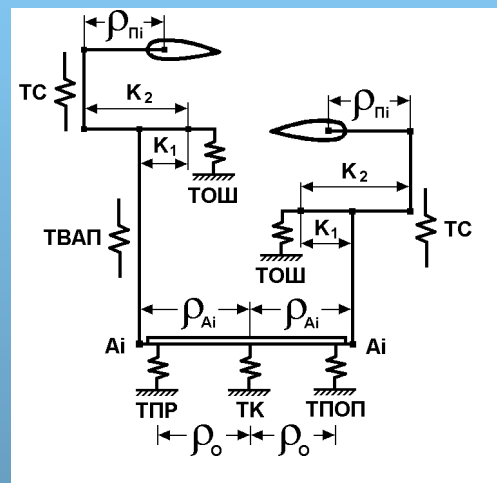 ρПi
ТС
К2
К1
ТОШ
ρПi
К2
К1
ТОШ
ТС
ТВАП
ρAi ρAi
Ai Ai
ТПР ТК ТПОП
ρо ρо